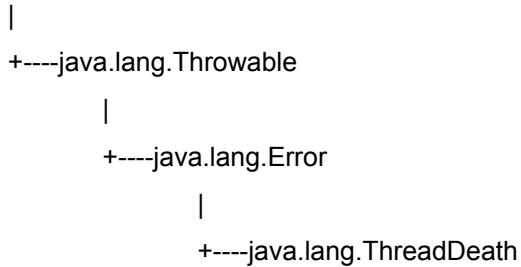 |
+----java.lang.Throwable
|
+----java.lang.Error
|
+----java.lang.ThreadDeath